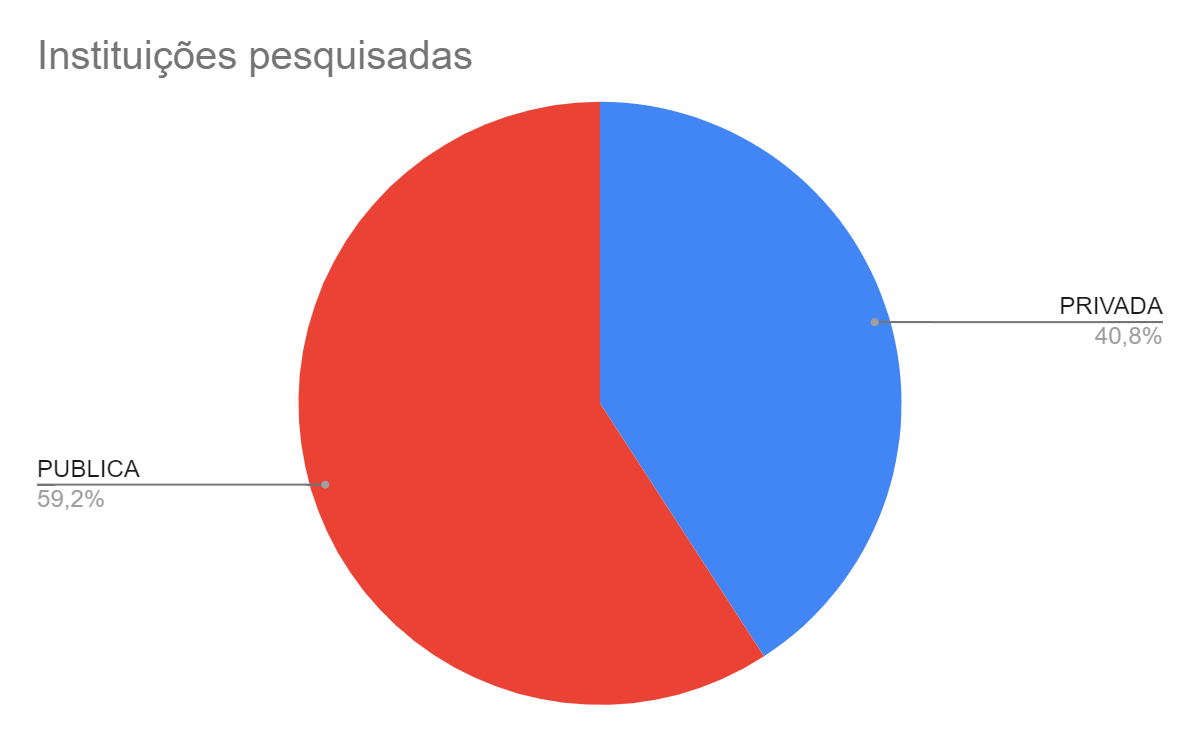 Instituições pesquisadas
PRIVADA
40,8%
PUBLICA
59,2%